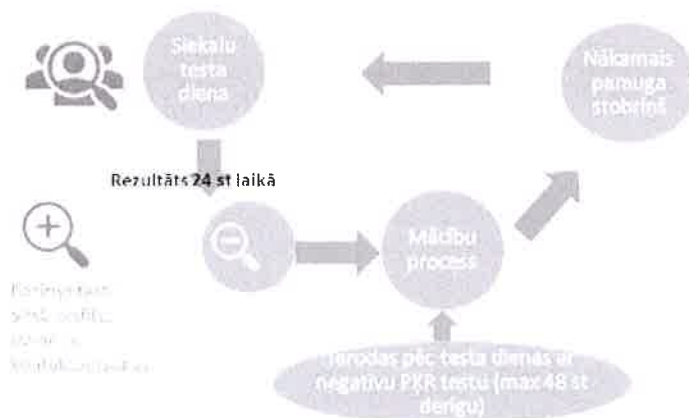 Siekalu
testa
diena
Nākamais
pamuga
stobriņš
Rezultāts 24 st laikā
Mācību
process
Ierodas pēc testa dienas ar
negatīvu PĶR testu (max 48 st
derīgu)